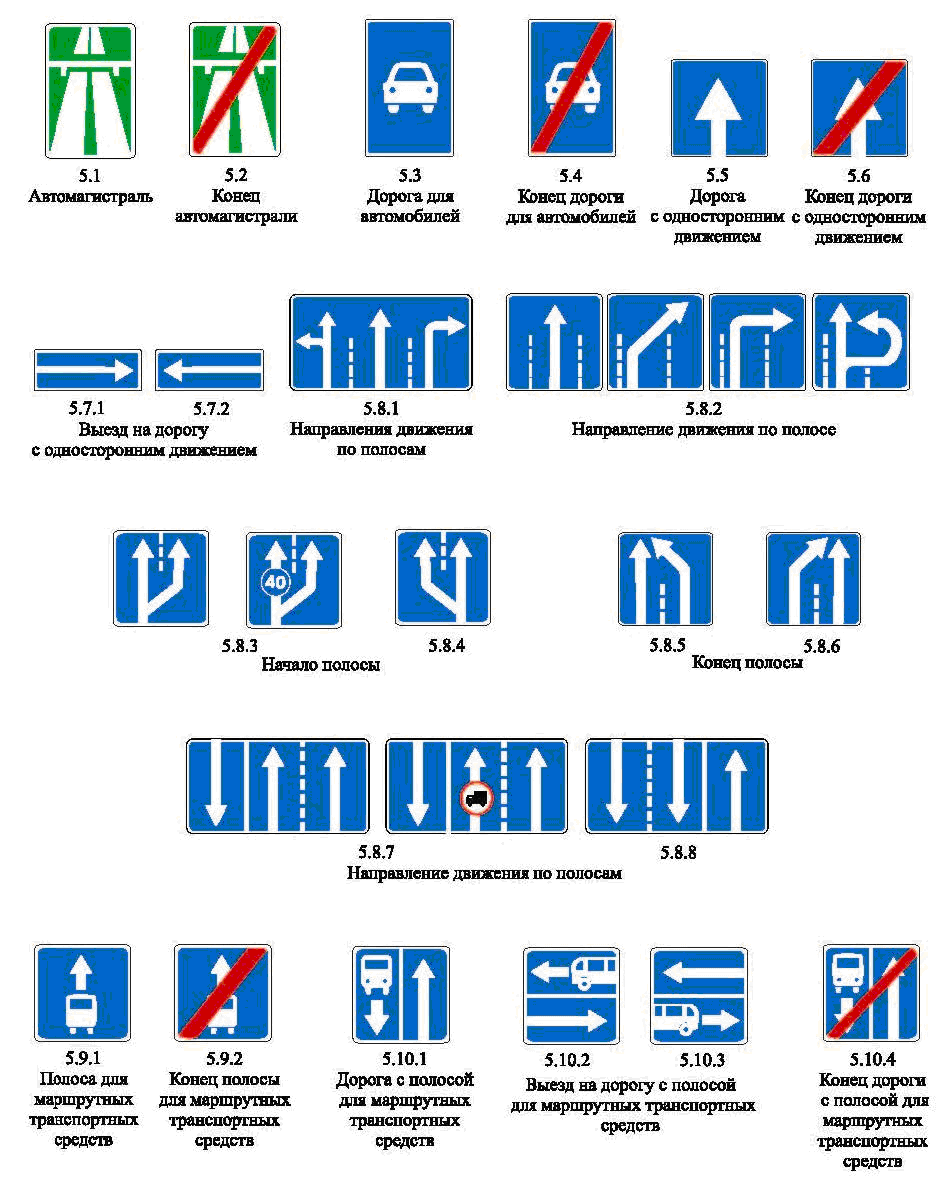 5.1
Автомагистраль
5.2
Конец
автомагистрали
5.3
Дорога для
автомобилей
5.4
Конец дороги
для автомобилей
5.5
Дорога
с односторонним
движением
5.6
Конец дороги
с односторонним
движением
5.7.1
5.7.2
Выезд на дорогу
с односторонним движением
5.8.1
Направления движения
по полосам
5.8.2
Направление движения по полосе
40
5.8.3
5.8.4
Начало полосы
5.8.5
5.8.6
Конец полосы
5.8.7
5.8.8
Направление движения по полосам
5.9.1
Полоса для
маршрутных
транспортных
средств
5.9.2
Конец полосы
для маршрутных
транспортных
средств
5.10.1
Дорога с полосой
для маршрутных
транспортных
средств
5.10.2
5.10.3
Выезд на дорогу с полосой
для маршрутных транспортных
средств
5.10.4
Конец дороги
с полосой для
маршрутных
транспортных
средств